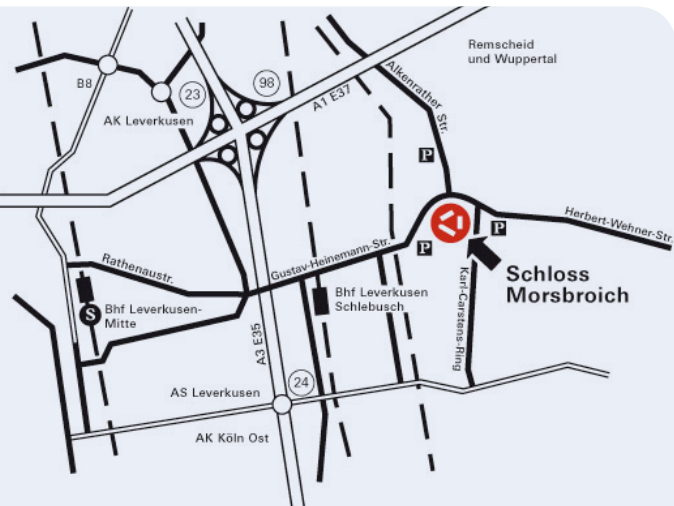 Remscheid
und Wuppertal
B8
23
98
A1 E37
Alkenrather
Str.
AK Leverkusen
P
Herbert-Wehner-Str.
P
P
Rathenaustr.
Gustav-Heinemann-Str.
Schloss
Morsbroich
Karl-Carstens-Ring
S
Bhf Leverkusen-
Mitte
Bhf Leverkusen
Schlebusch
A3 E35
24
AS Leverkusen
AK Köln Ost